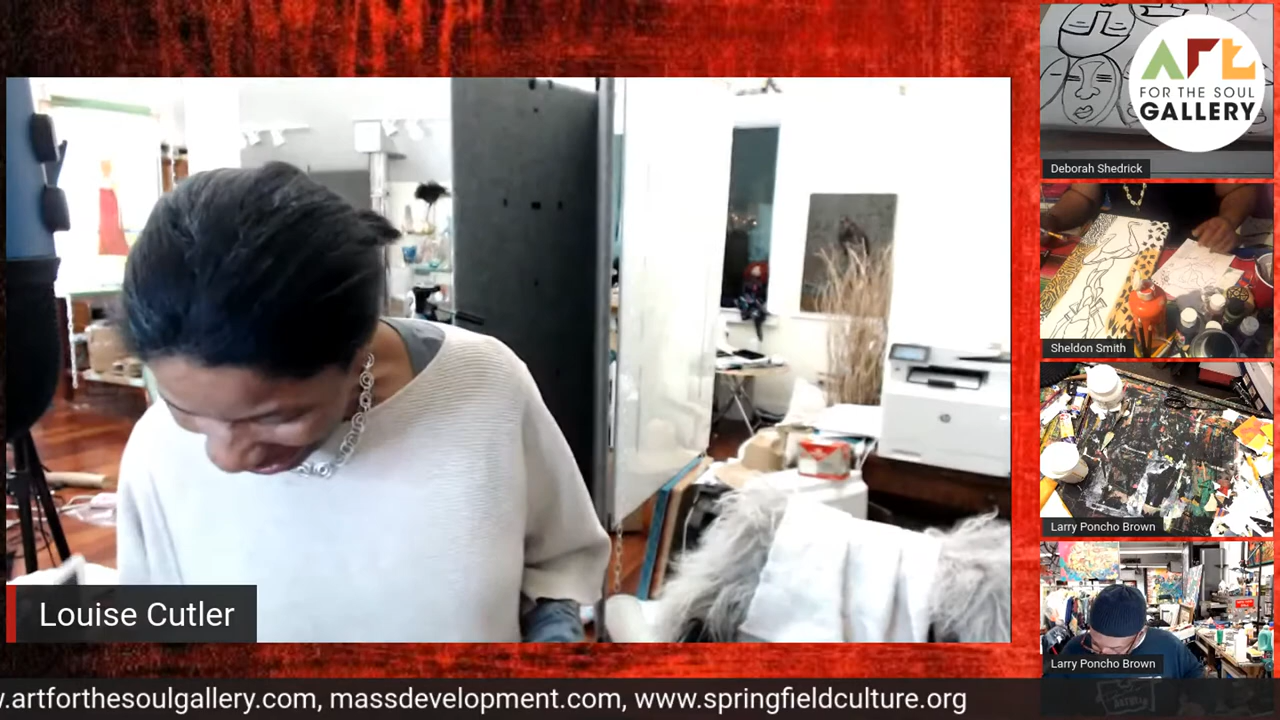 ART
FOR THE SOUL
GALLERY
Deborah Shedrick
Sheldon Smith
Larry Poncho Brown
Larry Poncho Brown
Louise Cutler
.artforthesoulgallery.com, massdevelopment.com, www.springfieldculture.org